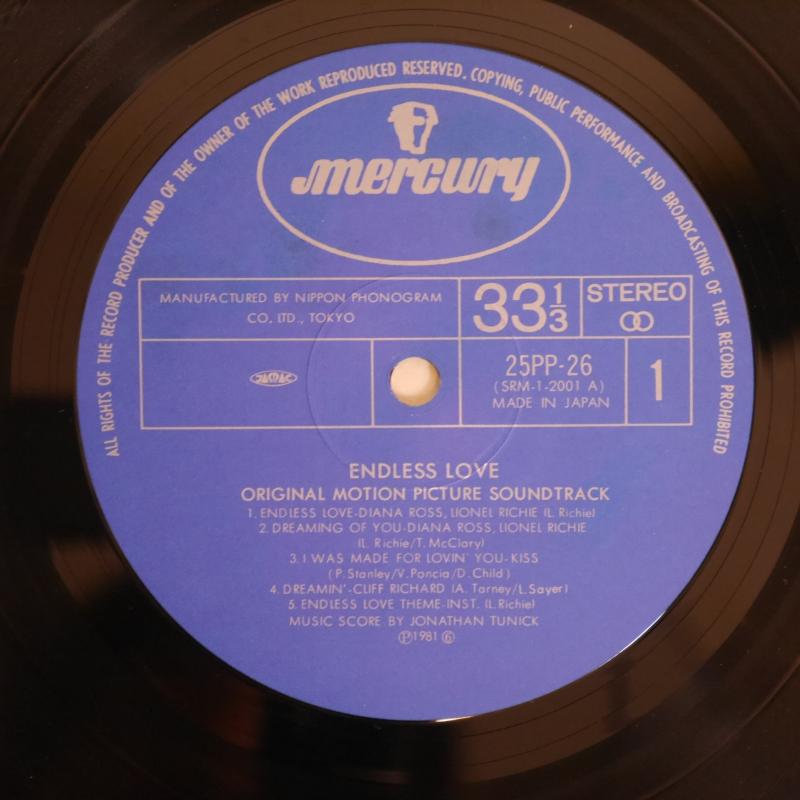 ALL RIGHTS OF THE RECORD PRODUCER AND OF THE OWNER OF THE WORK REPRODUCED RESERVED. COPYING, PUBLIC PERFORMANCE AND BROADCASTING OF THIS RECORD PROHIBITED
mercury
MANUFACTURED BY NIPPON PHONOGRAM
CO., LTD., TOKYO
33 1/3
STEREO
JASRAC
25PP-26
(SRM-1-2001 A)
MADE IN JAPAN
1
ENDLESS LOVE
ORIGINAL MOTION PICTURE SOUNDTRACK
1. ENDLESS LOVE-DIANA ROSS, LIONEL RICHIE (L. Richie)
2. DREAMING OF YOU-DIANA ROSS, LIONEL RICHIE
(L. Richie/T. McClary)
3. I WAS MADE FOR LOVIN' YOU-KISS
(P. Stanley/V. Poncia/D. Child)
4. DREAMIN'-CLIFF RICHARD (A. Tarney/L. Sayer)
5. ENDLESS LOVE THEME-INST. (L. Richie)
MUSIC SCORE BY JONATHAN TUNICK
Ⓟ1981 ⑥